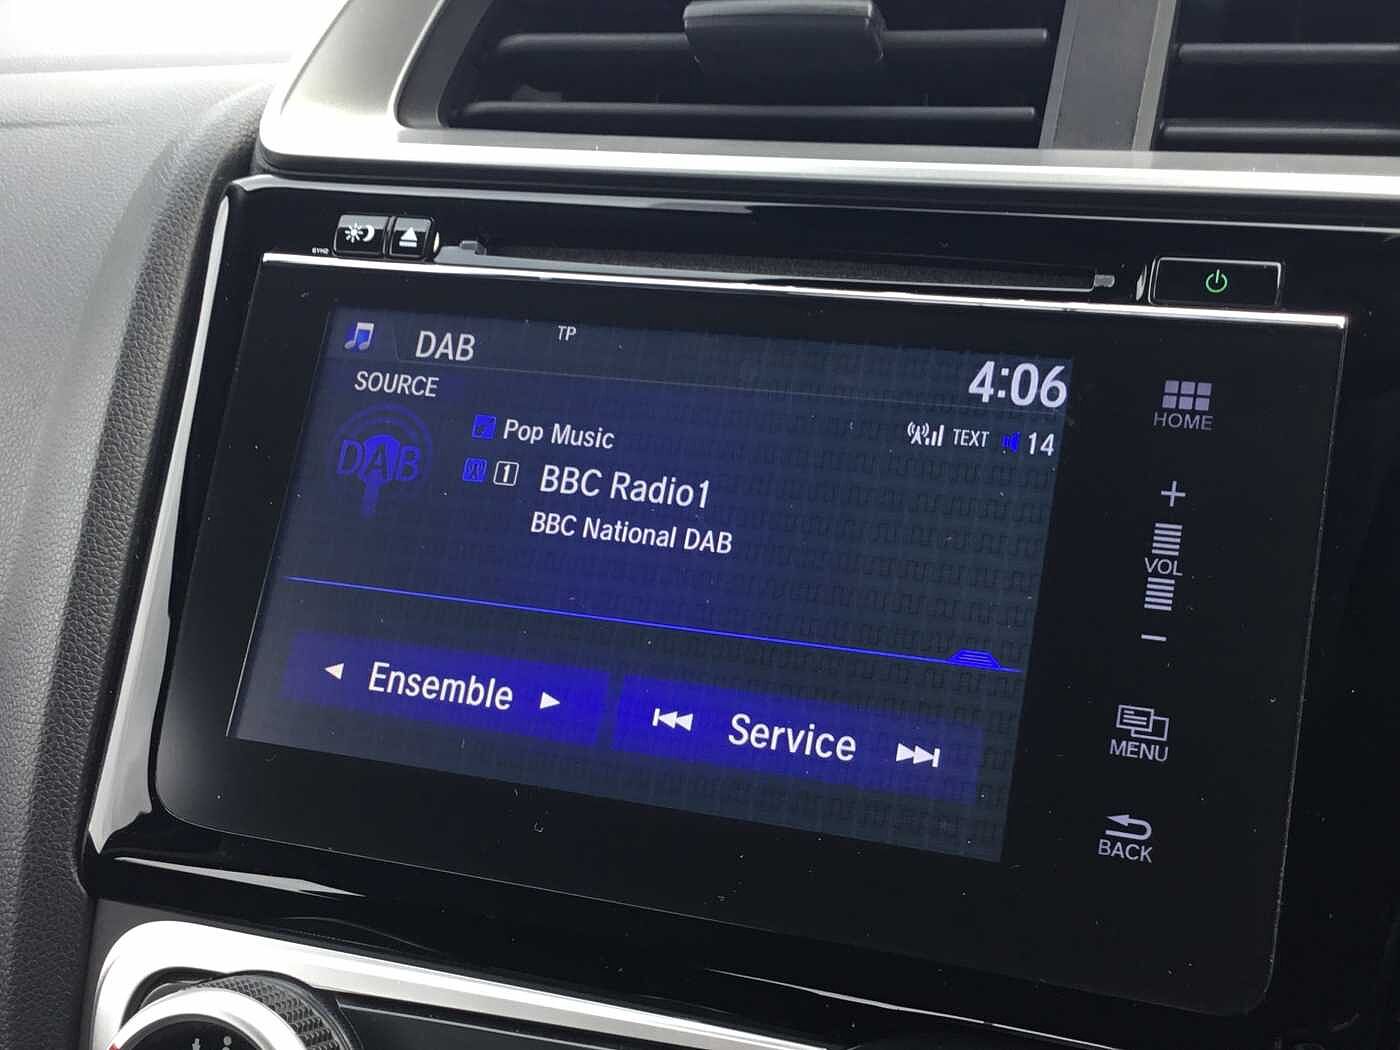 DAB
TP
4:06
SOURCE
DAB
Pop Music
TEXT 14
1 BBC Radio1
BBC National DAB
Ensemble
Service
HOME
+
VOL
−
MENU
BACK